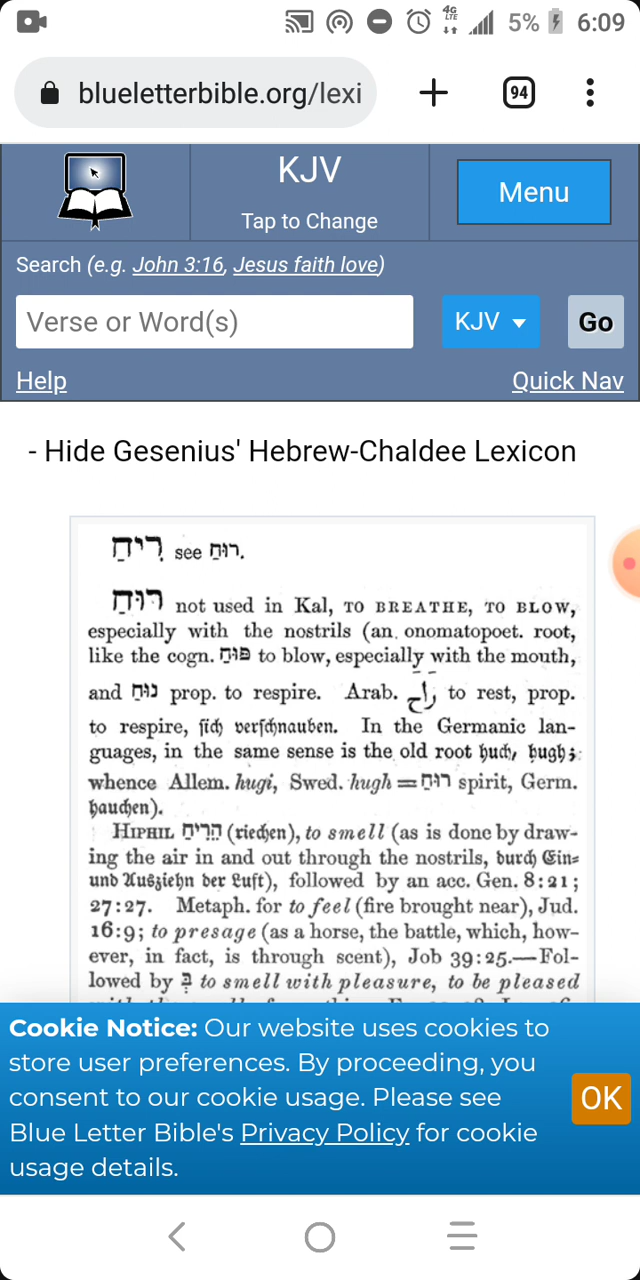 4G
LTE
5%
6:09
blueletterbible.org/lexi
94
KJV
Tap to Change
Menu
Search (e.g. John 3:16, Jesus faith love)
Verse or Word(s)
KJV
Go
Help
Quick Nav
- Hide Gesenius' Hebrew-Chaldee Lexicon
רִיחַ see רוּחַ.
רוּחַ not used in Kal, TO BREATHE, TO BLOW,
especially with the nostrils (an onomatopoet. root,
like the cogn. פּוּחַ to blow, especially with the mouth,
and נוּחַ prop. to respire. Arab. راح to rest, prop.
to respire, sich verschnauben. In the Germanic lan-
guages, in the same sense is the old root huch, hugh;
whence Allem. hugi, Swed. hugh = רוּחַ spirit, Germ.
hauchen).
HIPHIL הֵרִיחַ (riechen), to smell (as is done by draw-
ing the air in and out through the nostrils, durch Ein=
und Ausziehn der Luft), followed by an acc. Gen. 8:21;
27:27. Metaph. for to feel (fire brought near), Jud.
16:9; to presage (as a horse, the battle, which, how-
ever, in fact, is through scent), Job 39:25.—Fol-
lowed by בְּ to smell with pleasure, to be pleased
Cookie Notice: Our website uses cookies to
store user preferences. By proceeding, you
consent to our cookie usage. Please see
Blue Letter Bible's Privacy Policy for cookie
usage details.
OK